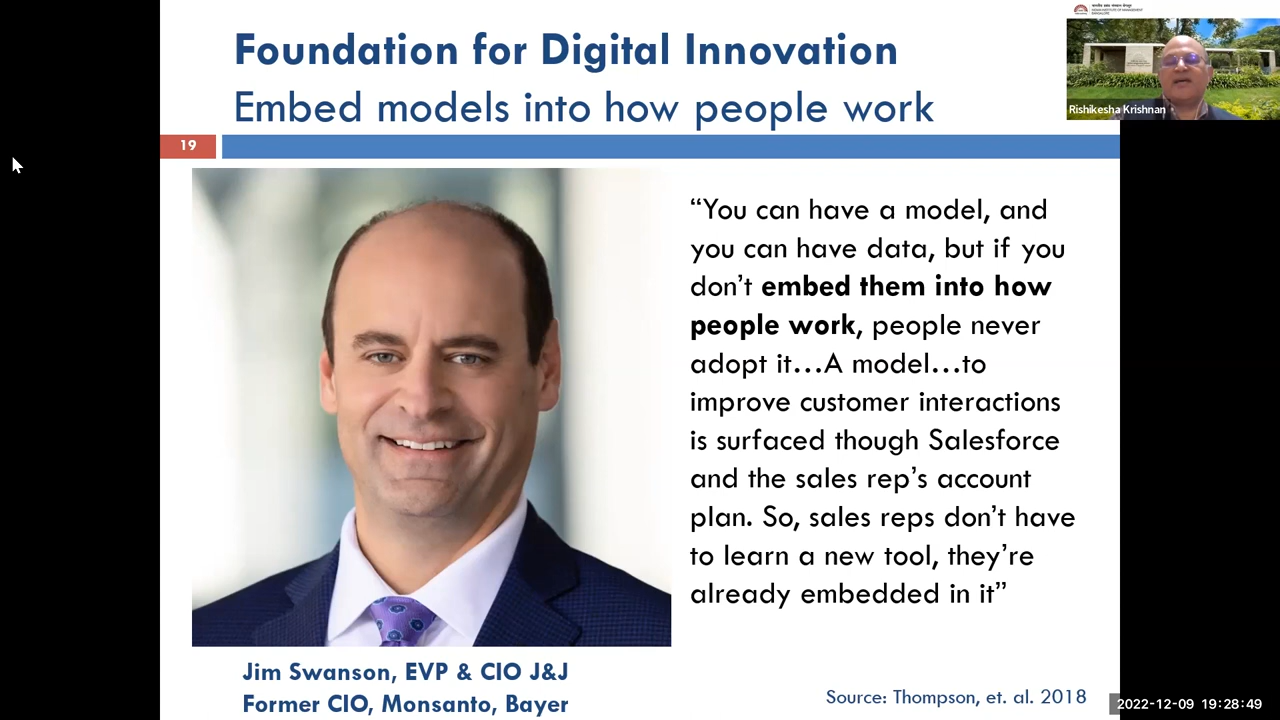 Foundation for Digital Innovation
Embed models into how people work
19
“You can have a model, and
you can have data, but if you
don’t embed them into how
people work, people never
adopt it…A model…to
improve customer interactions
is surfaced though Salesforce
and the sales rep’s account
plan. So, sales reps don’t have
to learn a new tool, they’re
already embedded in it”
Jim Swanson, EVP & CIO J&J
Former CIO, Monsanto, Bayer
Source: Thompson, et. al. 2018
Rishikesha Krishnan
2022-12-09 19:28:49